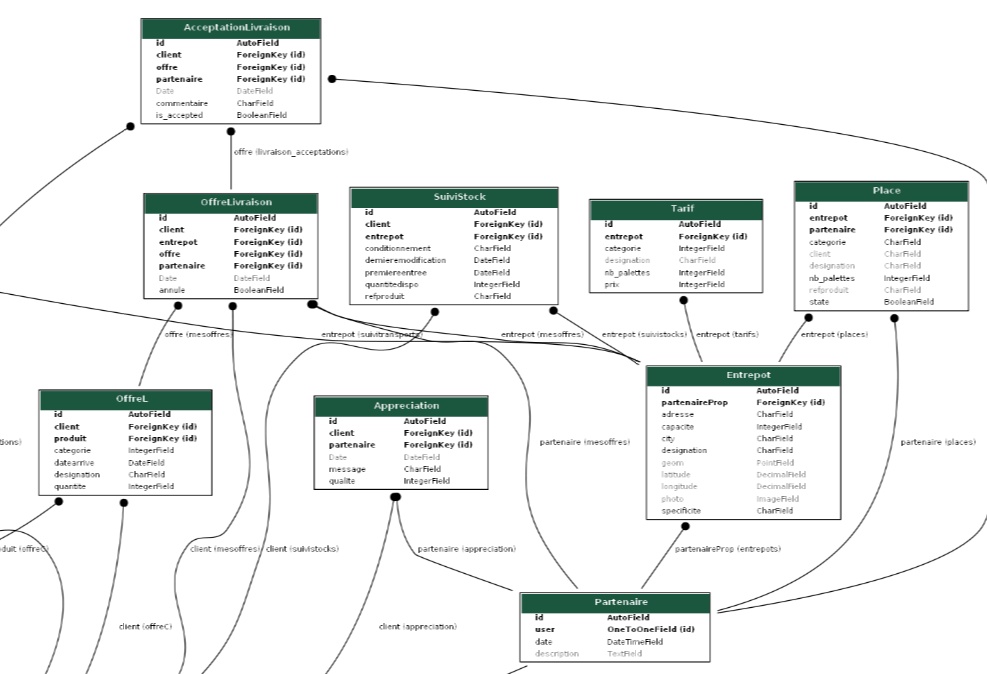 AcceptationLivraison
id AutoField
client ForeignKey (id)
offre ForeignKey (id)
partenaire ForeignKey (id)
Date DateField
commentaire CharField
is_accepted BooleanField
offre (livraison_acceptations)
OffreLivraison
id AutoField
client ForeignKey (id)
entrepot ForeignKey (id)
offre ForeignKey (id)
partenaire ForeignKey (id)
Date DateField
annule BooleanField
SuiviStock
id AutoField
client ForeignKey (id)
entrepot ForeignKey (id)
conditionnement CharField
dernieremodification DateField
premiereentree DateField
quantitedispo IntegerField
refproduit CharField
Tarif
id AutoField
entrepot ForeignKey (id)
categorie IntegerField
designation CharField
nb_palettes IntegerField
prix IntegerField
Place
id AutoField
entrepot ForeignKey (id)
partenaire ForeignKey (id)
categorie CharField
client CharField
designation CharField
nb_palettes IntegerField
refproduit CharField
state BooleanField
offre (mesoffres)
entrepot (suivitransports)
entrepot (mesoffres)
entrepot (suivistocks)
entrepot (tarifs)
entrepot (places)
OffreL
id AutoField
client ForeignKey (id)
produit ForeignKey (id)
categorie IntegerField
datearrive DateField
designation CharField
quantite IntegerField
Appreciation
id AutoField
client ForeignKey (id)
partenaire ForeignKey (id)
Date DateField
message CharField
qualite IntegerField
Entrepot
id AutoField
partenaireProp ForeignKey (id)
adresse CharField
capacite IntegerField
city CharField
designation CharField
geom PointField
latitude DecimalField
longitude DecimalField
photo ImageField
specificite CharField
tions)
partenaire (mesoffres)
partenaire (places)
duit (offreC)
client (mesoffres)
client (suivistocks)
partenaire (appreciation)
partenaireProp (entrepots)
client (offreC)
client (appreciation)
Partenaire
id AutoField
user OneToOneField (id)
date DateTimeField
description TextField